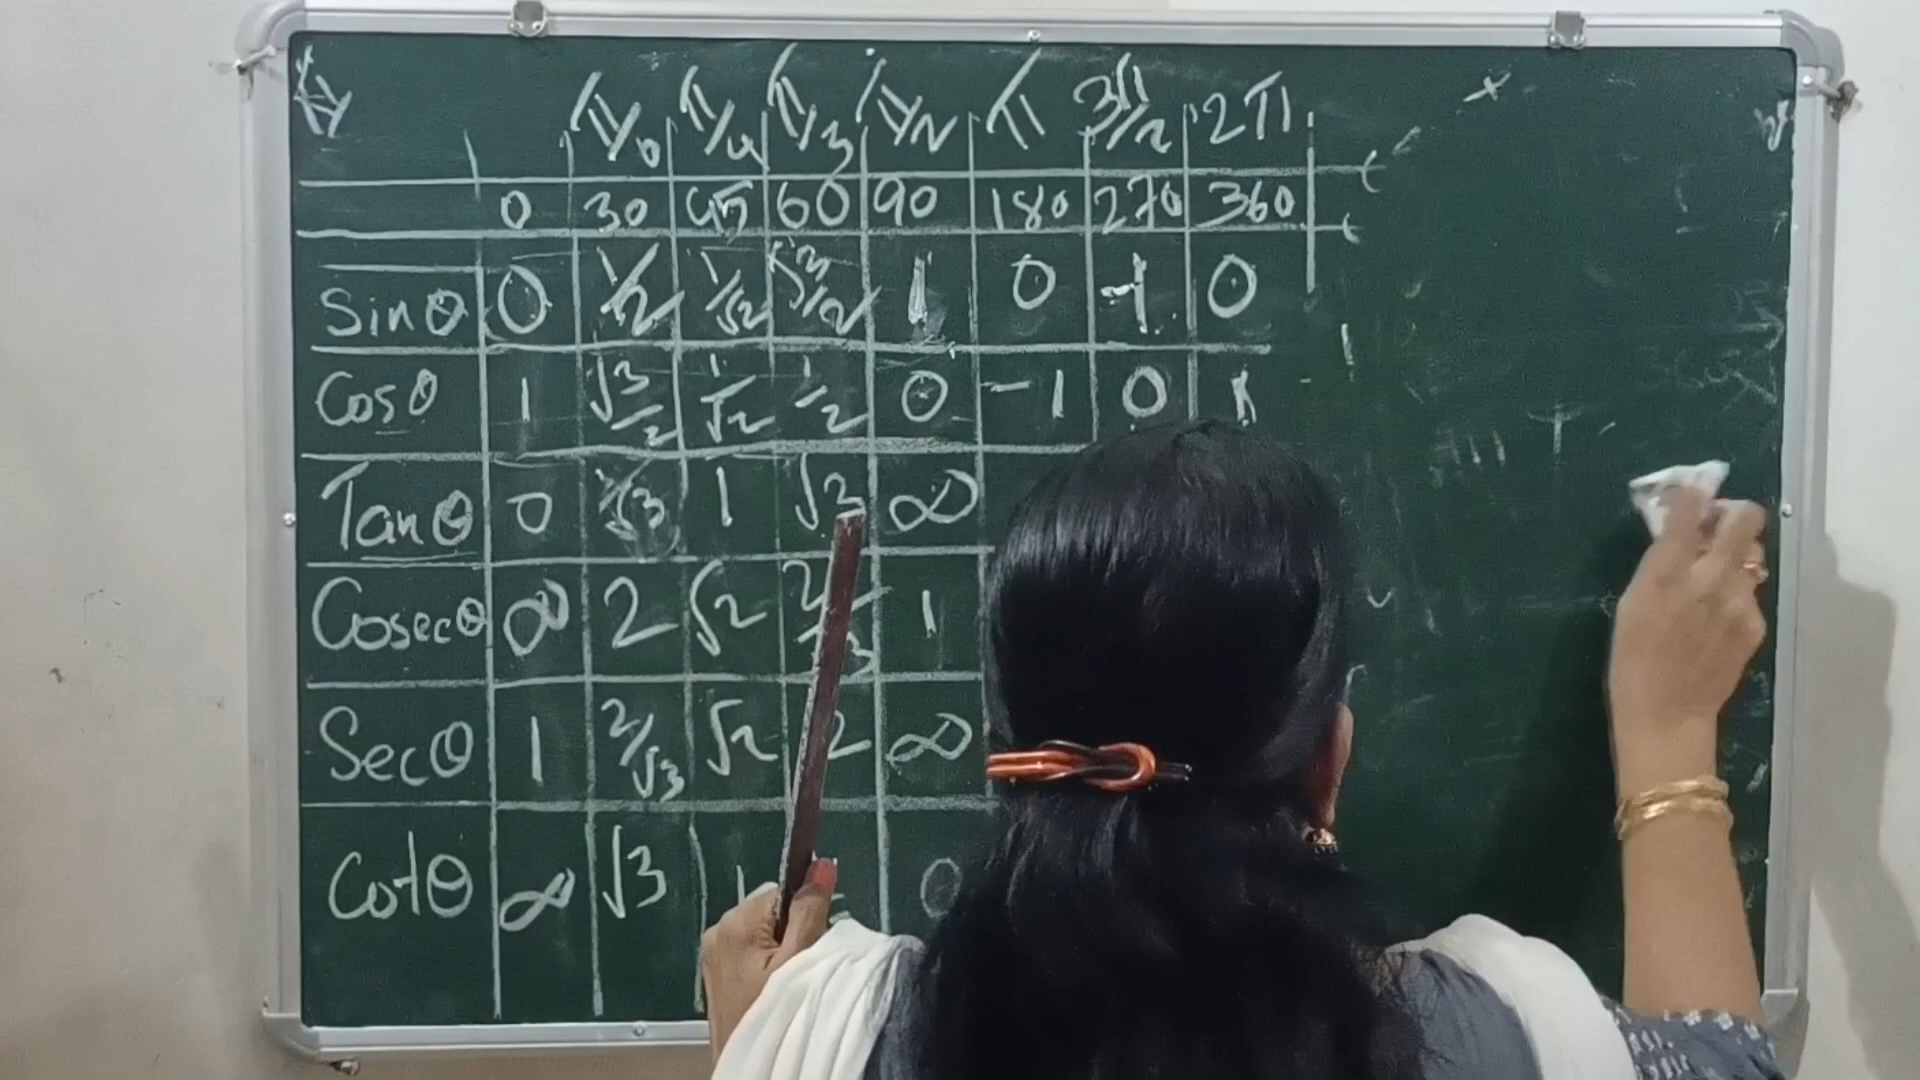 π/6 π/4 π/3 π/2 π 3π/2 2π
0 30 45 60 90 180 270 360
Sinθ 0 1/2 1/√2 √3/2 1 0 -1 0
Cosθ 1 √3/2 1/√2 1/2 0 -1 0 1
Tanθ 0 1/√3 1 ∞
Cosecθ ∞ 2 √2 2/√3 1
Secθ 1 2/√3 √2 2 ∞
Cotθ ∞ √3 1 0